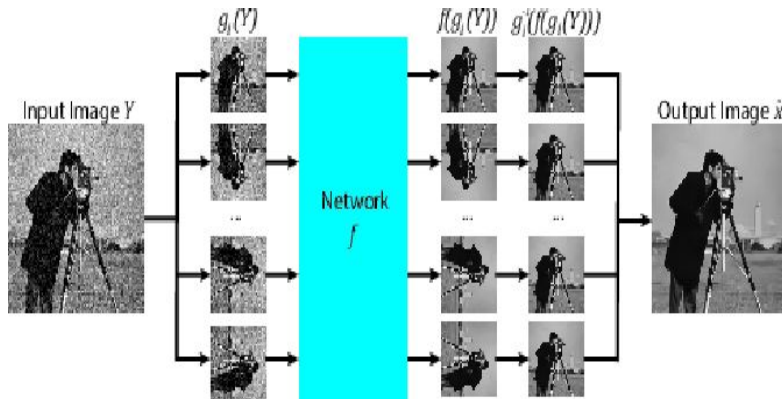 g_i(Y)
f(g_i(Y))
g_i^-1(f(g_i(Y)))
Input Image Y
Output Image x̂
Network
f
...
...
...